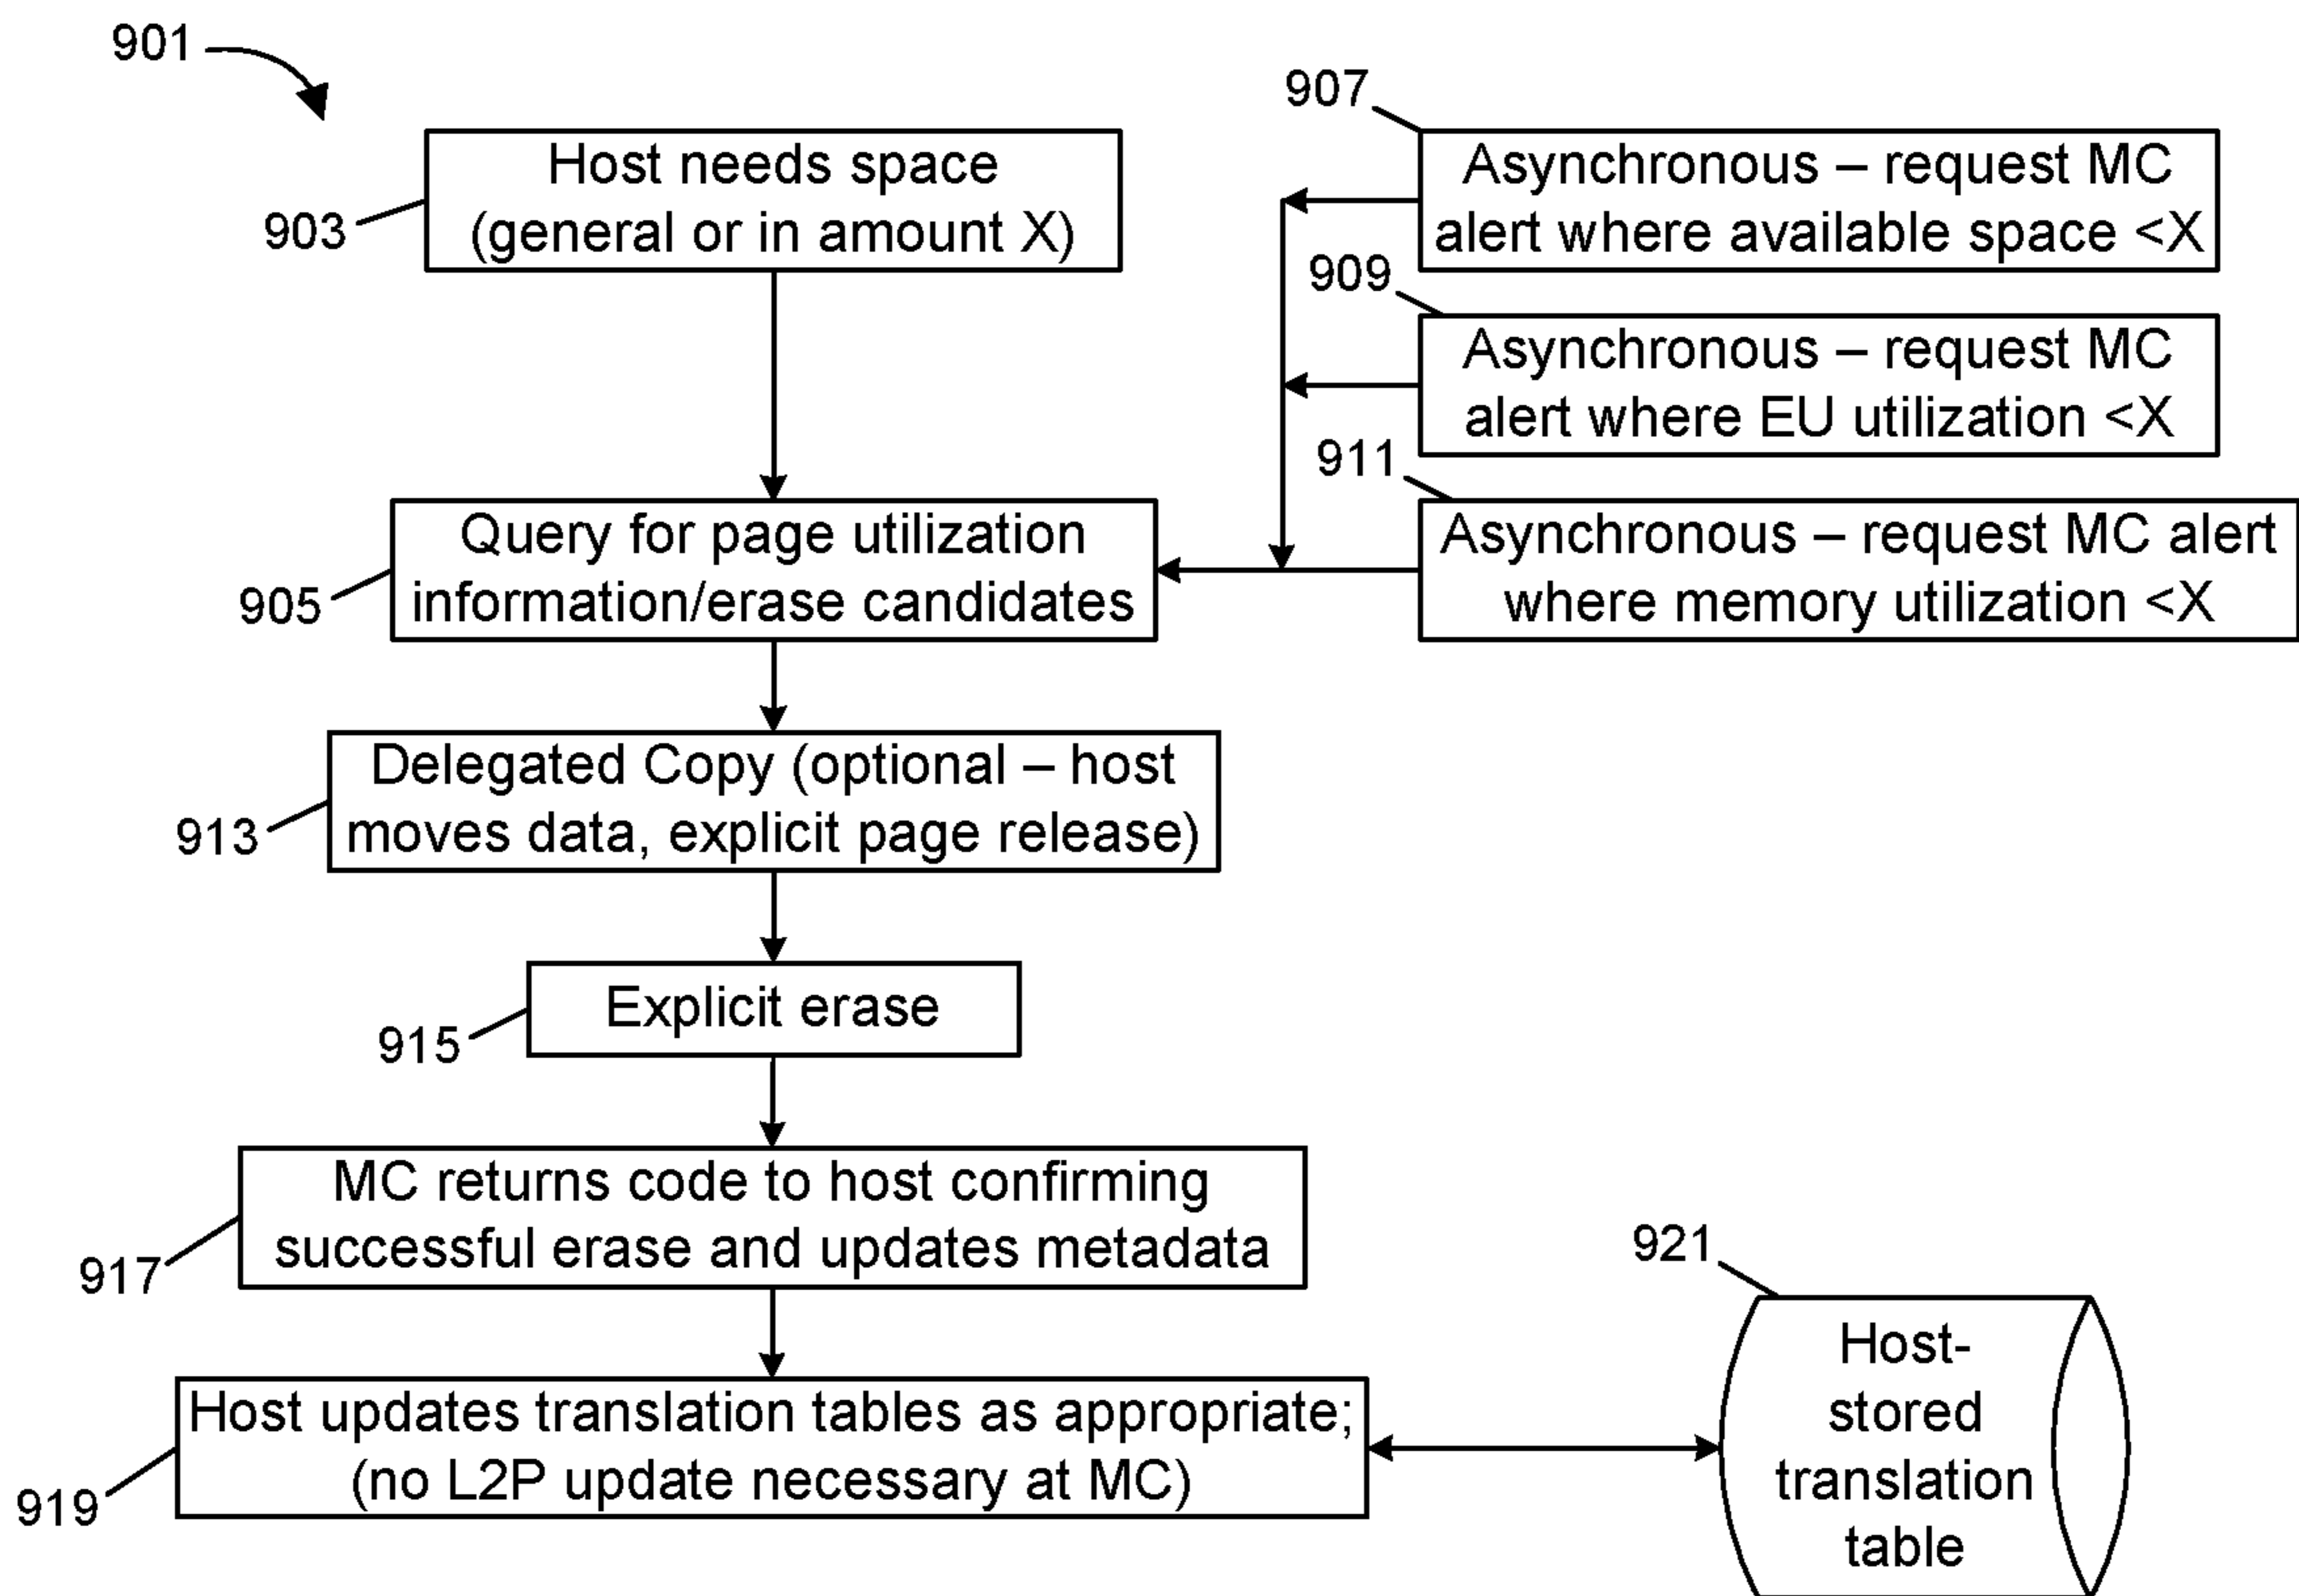 901
907
Host needs space
(general or in amount X)
903
Asynchronous – request MC
alert where available space <X
909
Asynchronous – request MC
alert where EU utilization <X
911
Asynchronous – request MC alert
where memory utilization <X
Query for page utilization
information/erase candidates
905
Delegated Copy (optional – host
moves data, explicit page release)
913
Explicit erase
915
MC returns code to host confirming
successful erase and updates metadata
917
Host updates translation tables as appropriate;
(no L2P update necessary at MC)
919
921
Host-
stored
translation
table